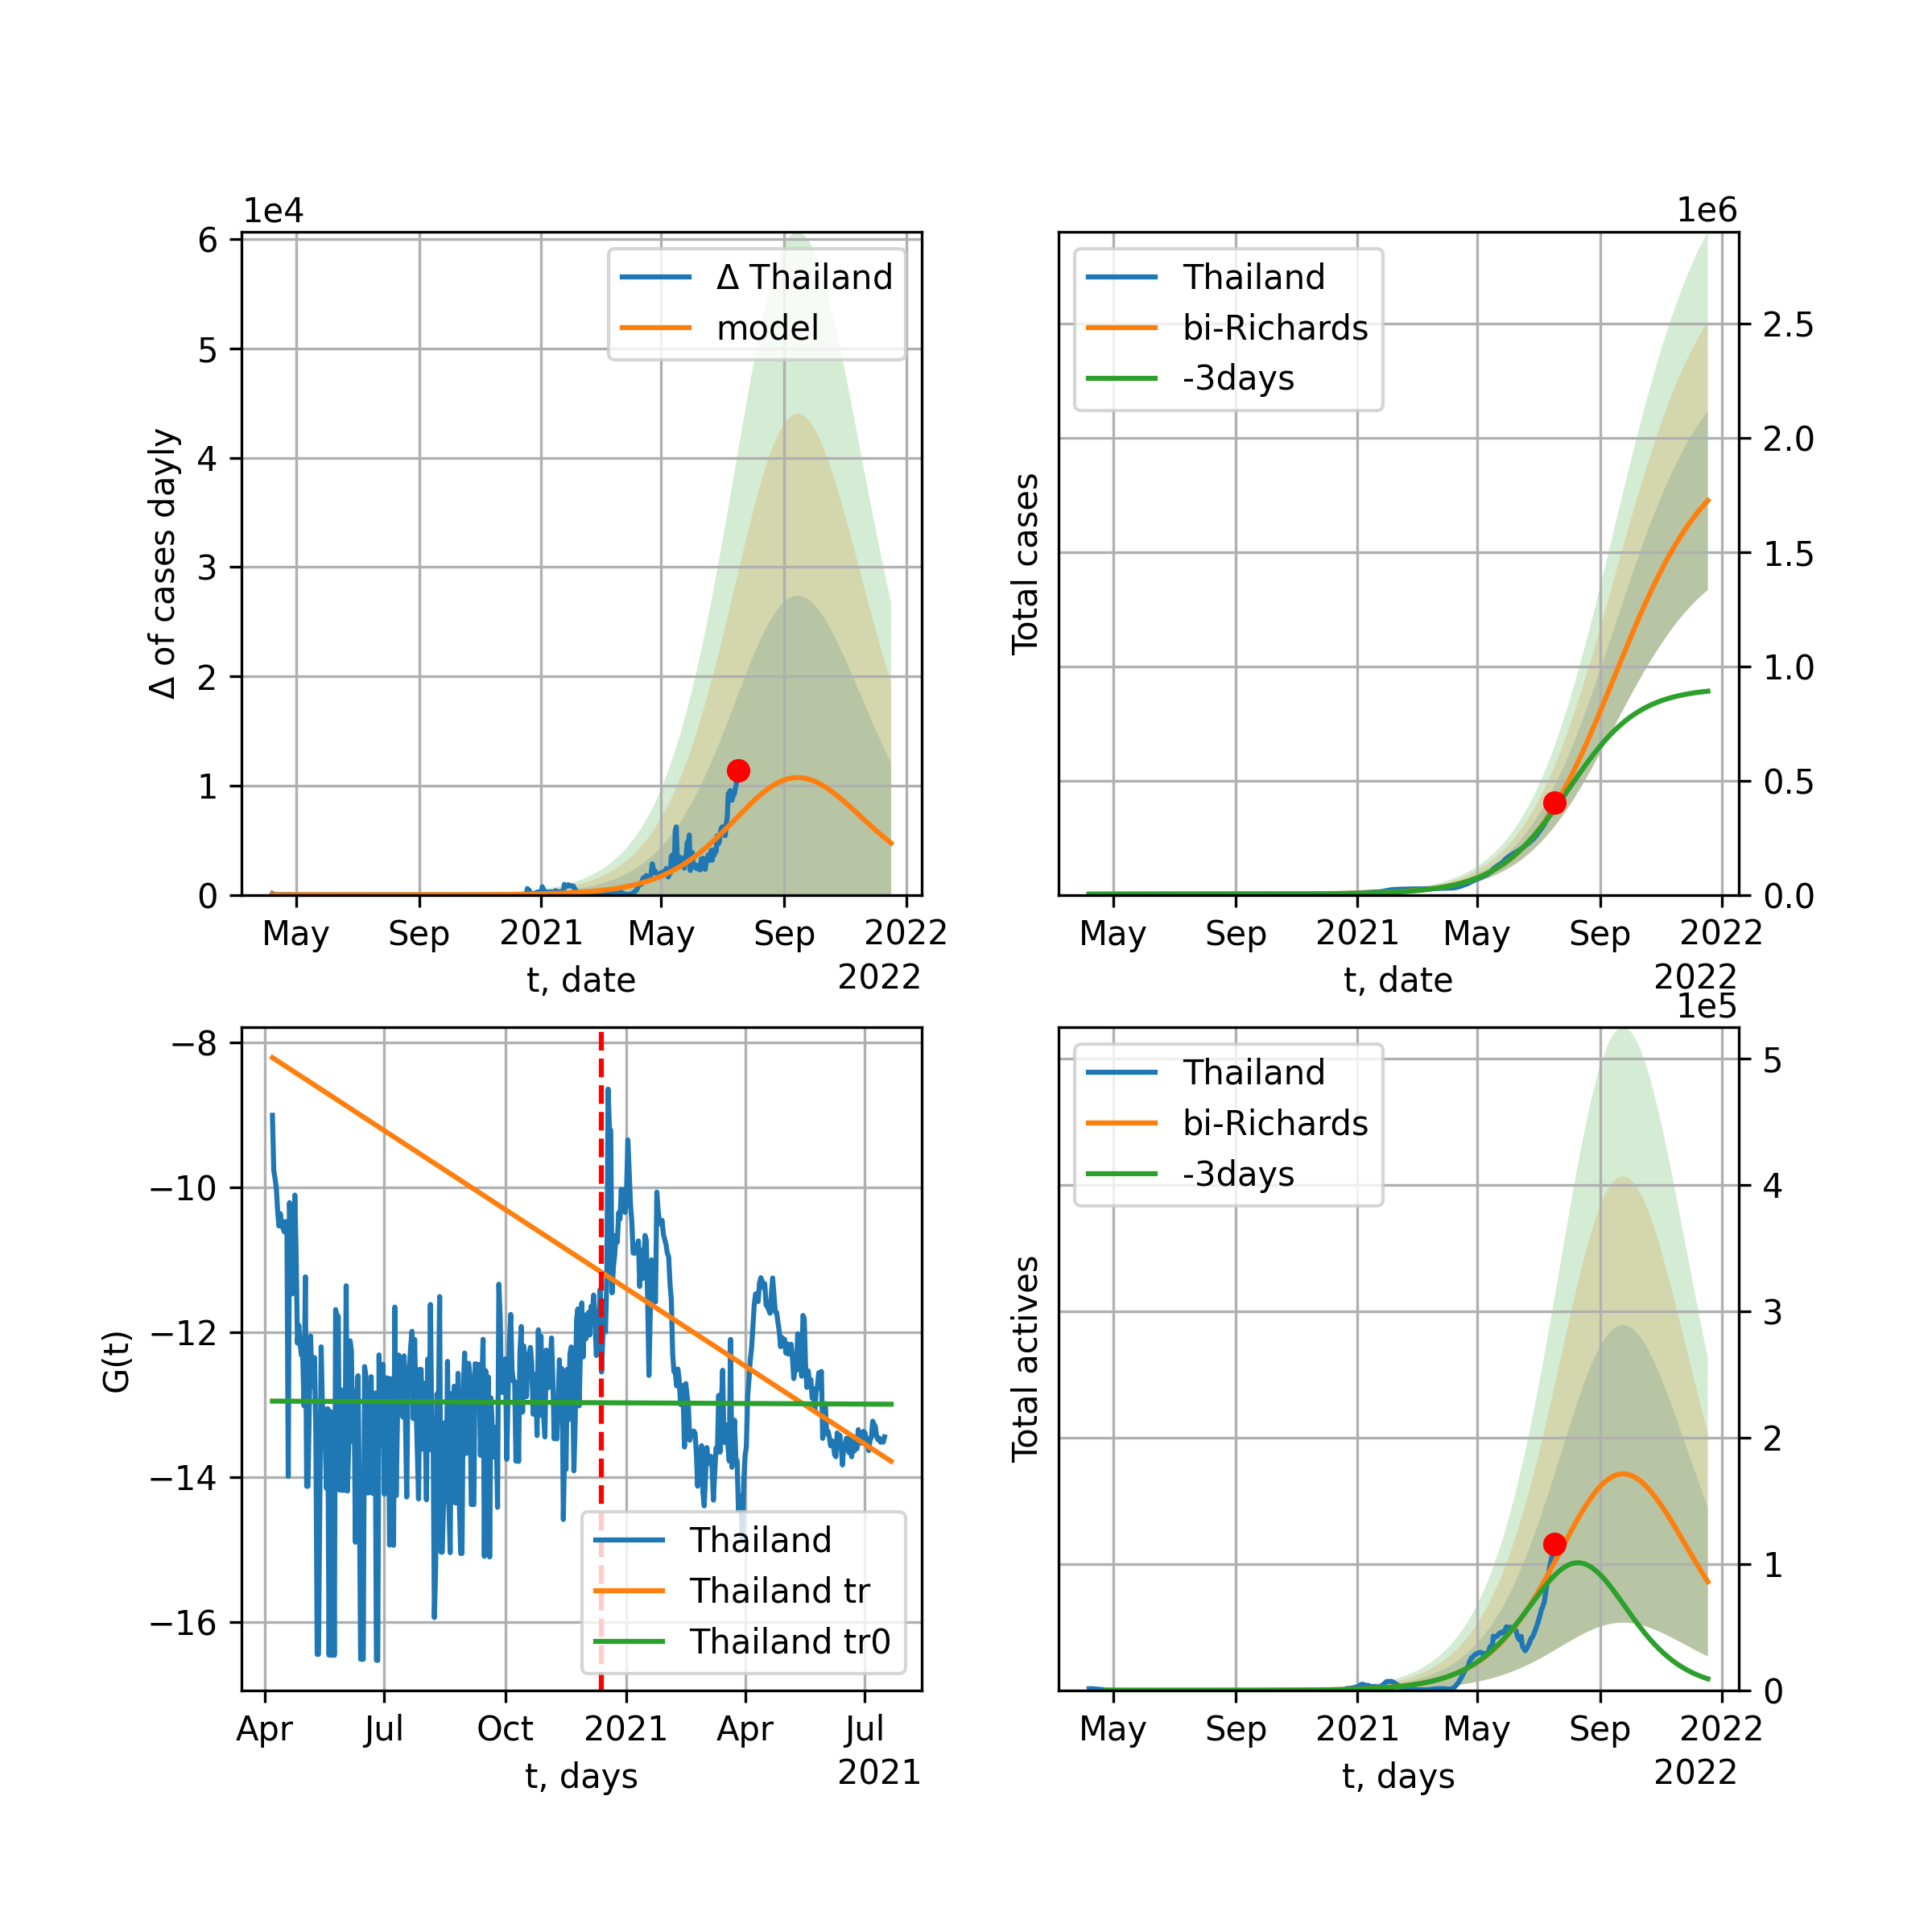 1e4
6
5
4
3
2
1
0
Δ of cases dayly
Δ Thailand
model
May Sep 2021 May Sep 2022
t, date
2022
1e6
Thailand
bi-Richards
-3days
2.5
2.0
1.5
1.0
0.5
0.0
Total cases
May Sep 2021 May Sep 2022
t, date
2022
−8
−10
−12
−14
−16
G(t)
Thailand
Thailand tr
Thailand tr0
Apr Jul Oct 2021 Apr Jul
t, days
2021
1e5
Thailand
bi-Richards
-3days
5
4
3
2
1
0
Total actives
May Sep 2021 May Sep 2022
t, days
2022